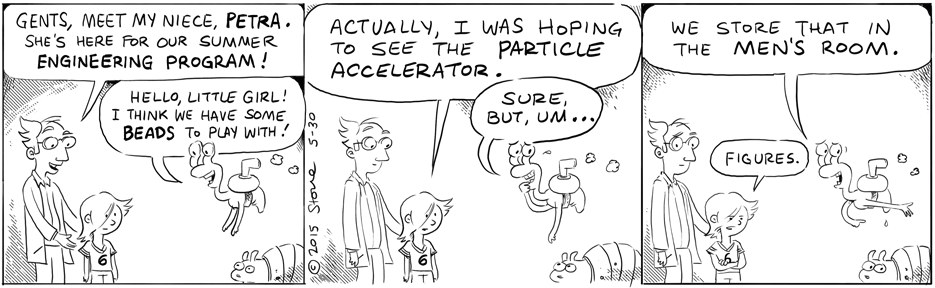 GENTS, MEET MY NIECE, PETRA.
SHE'S HERE FOR OUR SUMMER
ENGINEERING PROGRAM!
HELLO, LITTLE GIRL!
I THINK WE HAVE SOME
BEADS TO PLAY WITH!
6
©2015 Stone 5-30
ACTUALLY, I WAS HOPING
TO SEE THE PARTICLE
ACCELERATOR.
SURE,
BUT, UM...
6
WE STORE THAT IN
THE MEN'S ROOM.
FIGURES.
6